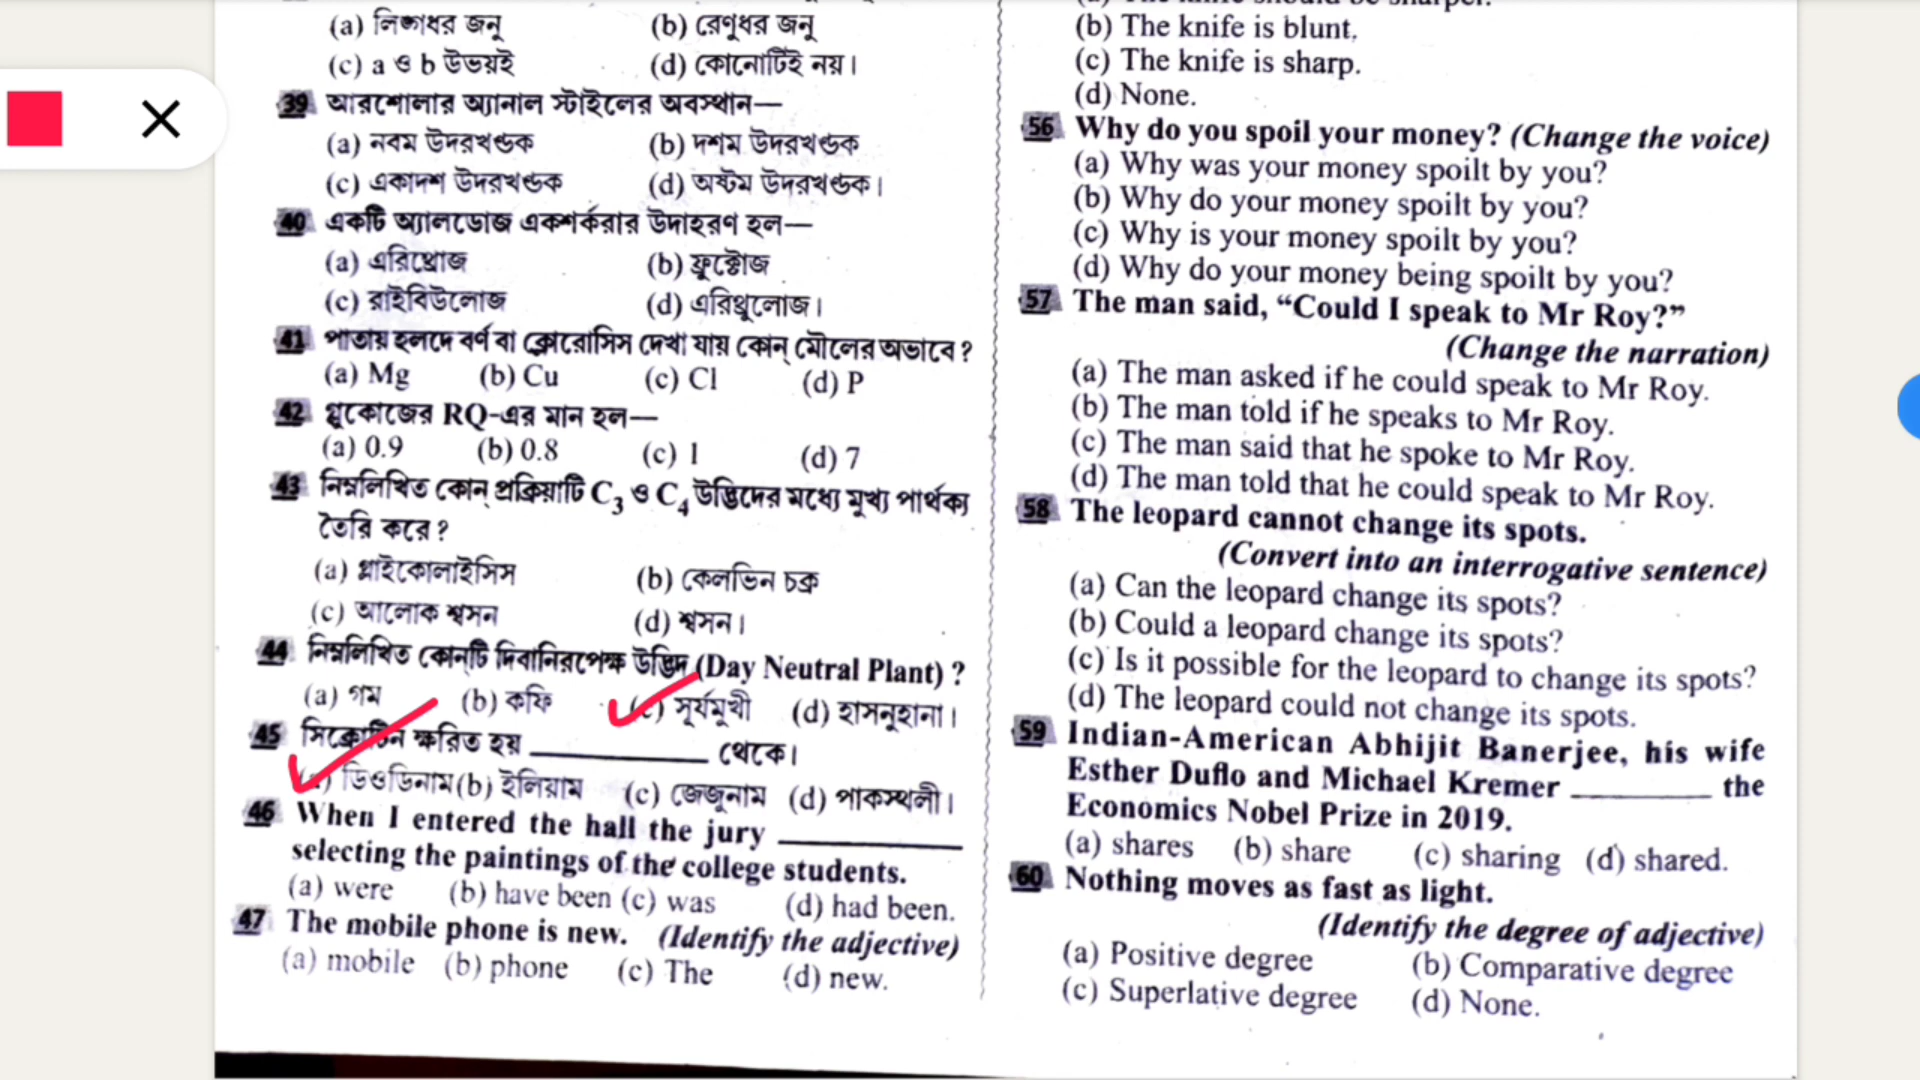 (a) লিঙ্গধর জনু (b) রেণুধর জনু
(c) a ও b উভয়ই (d) কোনোটিই নয়।
39 আরশোলার অ্যানাল স্টাইলের অবস্থান—
(a) নবম উদরখণ্ডক (b) দশম উদরখণ্ডক
(c) একাদশ উদরখণ্ডক (d) অষ্টম উদরখণ্ডক।
40 একটি অ্যালডোজ একশর্করার উদাহরণ হল—
(a) এরিথ্রোজ (b) ফ্রুক্টোজ
(c) রাইবিউলোজ (d) এরিথ্রুলোজ।
41 পাতায় হলদে বর্ণ বা ক্লোরোসিস দেখা যায় কোন্ মৌলের অভাবে?
(a) Mg (b) Cu (c) Cl (d) P
42 গ্লুকোজের RQ-এর মান হল—
(a) 0.9 (b) 0.8 (c) 1 (d) 7
43 নিম্নলিখিত কোন্ প্রক্রিয়াটি C3 ও C4 উদ্ভিদের মধ্যে মুখ্য পার্থক্য
তৈরি করে?
(a) গ্লাইকোলাইসিস (b) কেলভিন চক্র
(c) আলোক শ্বসন (d) শ্বসন।
44 নিম্নলিখিত কোন্‌টি দিবানিরপেক্ষ উদ্ভিদ (Day Neutral Plant) ?
(a) গম (b) কফি (c) সূর্যমুখী (d) হাসনুহানা।
45 সিক্রেটিন ক্ষরিত হয় ________ থেকে।
(a) ডিওডিনাম (b) ইলিয়াম (c) জেজুনাম (d) পাকস্থলী।
46 When I entered the hall the jury ________
selecting the paintings of the college students.
(a) were (b) have been (c) was (d) had been.
47 The mobile phone is new. (Identify the adjective)
(a) mobile (b) phone (c) The (d) new.
(b) The knife is blunt.
(c) The knife is sharp.
(d) None.
56 Why do you spoil your money? (Change the voice)
(a) Why was your money spoilt by you?
(b) Why do your money spoilt by you?
(c) Why is your money spoilt by you?
(d) Why do your money being spoilt by you?
57 The man said, “Could I speak to Mr Roy?”
(Change the narration)
(a) The man asked if he could speak to Mr Roy.
(b) The man told if he speaks to Mr Roy.
(c) The man said that he spoke to Mr Roy.
(d) The man told that he could speak to Mr Roy.
58 The leopard cannot change its spots.
(Convert into an interrogative sentence)
(a) Can the leopard change its spots?
(b) Could a leopard change its spots?
(c) Is it possible for the leopard to change its spots?
(d) The leopard could not change its spots.
59 Indian-American Abhijit Banerjee, his wife
Esther Duflo and Michael Kremer ________ the
Economics Nobel Prize in 2019.
(a) shares (b) share (c) sharing (d) shared.
60 Nothing moves as fast as light.
(Identify the degree of adjective)
(a) Positive degree (b) Comparative degree
(c) Superlative degree (d) None.